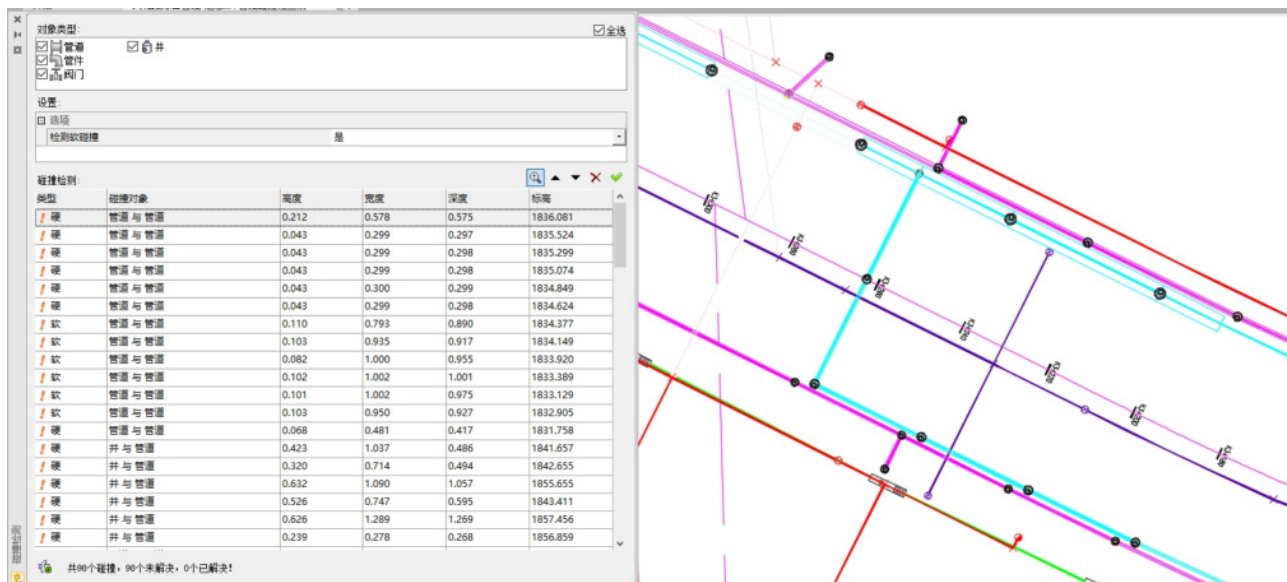 对象类型: 全选
管道 井
管件
阀门
设置:
选项
检测软碰撞 是
碰撞检测:
类型 碰撞对象 高度 宽度 深度 标高
! 硬 管道 与 管道 0.212 0.578 0.575 1836.081
! 硬 管道 与 管道 0.043 0.299 0.297 1835.524
! 硬 管道 与 管道 0.043 0.299 0.298 1835.299
! 硬 管道 与 管道 0.043 0.299 0.298 1835.074
! 硬 管道 与 管道 0.043 0.300 0.299 1834.849
! 硬 管道 与 管道 0.043 0.299 0.298 1834.624
! 软 管道 与 管道 0.110 0.793 0.890 1834.377
! 软 管道 与 管道 0.103 0.935 0.917 1834.149
! 软 管道 与 管道 0.082 1.000 0.955 1833.920
! 软 管道 与 管道 0.102 1.002 1.001 1833.389
! 软 管道 与 管道 0.101 1.002 0.975 1833.129
! 软 管道 与 管道 0.103 0.950 0.927 1832.905
! 硬 管道 与 管道 0.068 0.481 0.417 1831.758
! 硬 井 与 管道 0.423 1.037 0.486 1841.657
! 硬 井 与 管道 0.320 0.714 0.494 1842.655
! 硬 井 与 管道 0.632 1.090 1.057 1855.655
! 硬 井 与 管道 0.526 0.747 0.595 1843.411
! 硬 井 与 管道 0.626 1.289 1.269 1857.456
! 硬 井 与 管道 0.239 0.278 0.268 1856.859
碰撞检测
共98个碰撞，98个未解决，0个已解决!